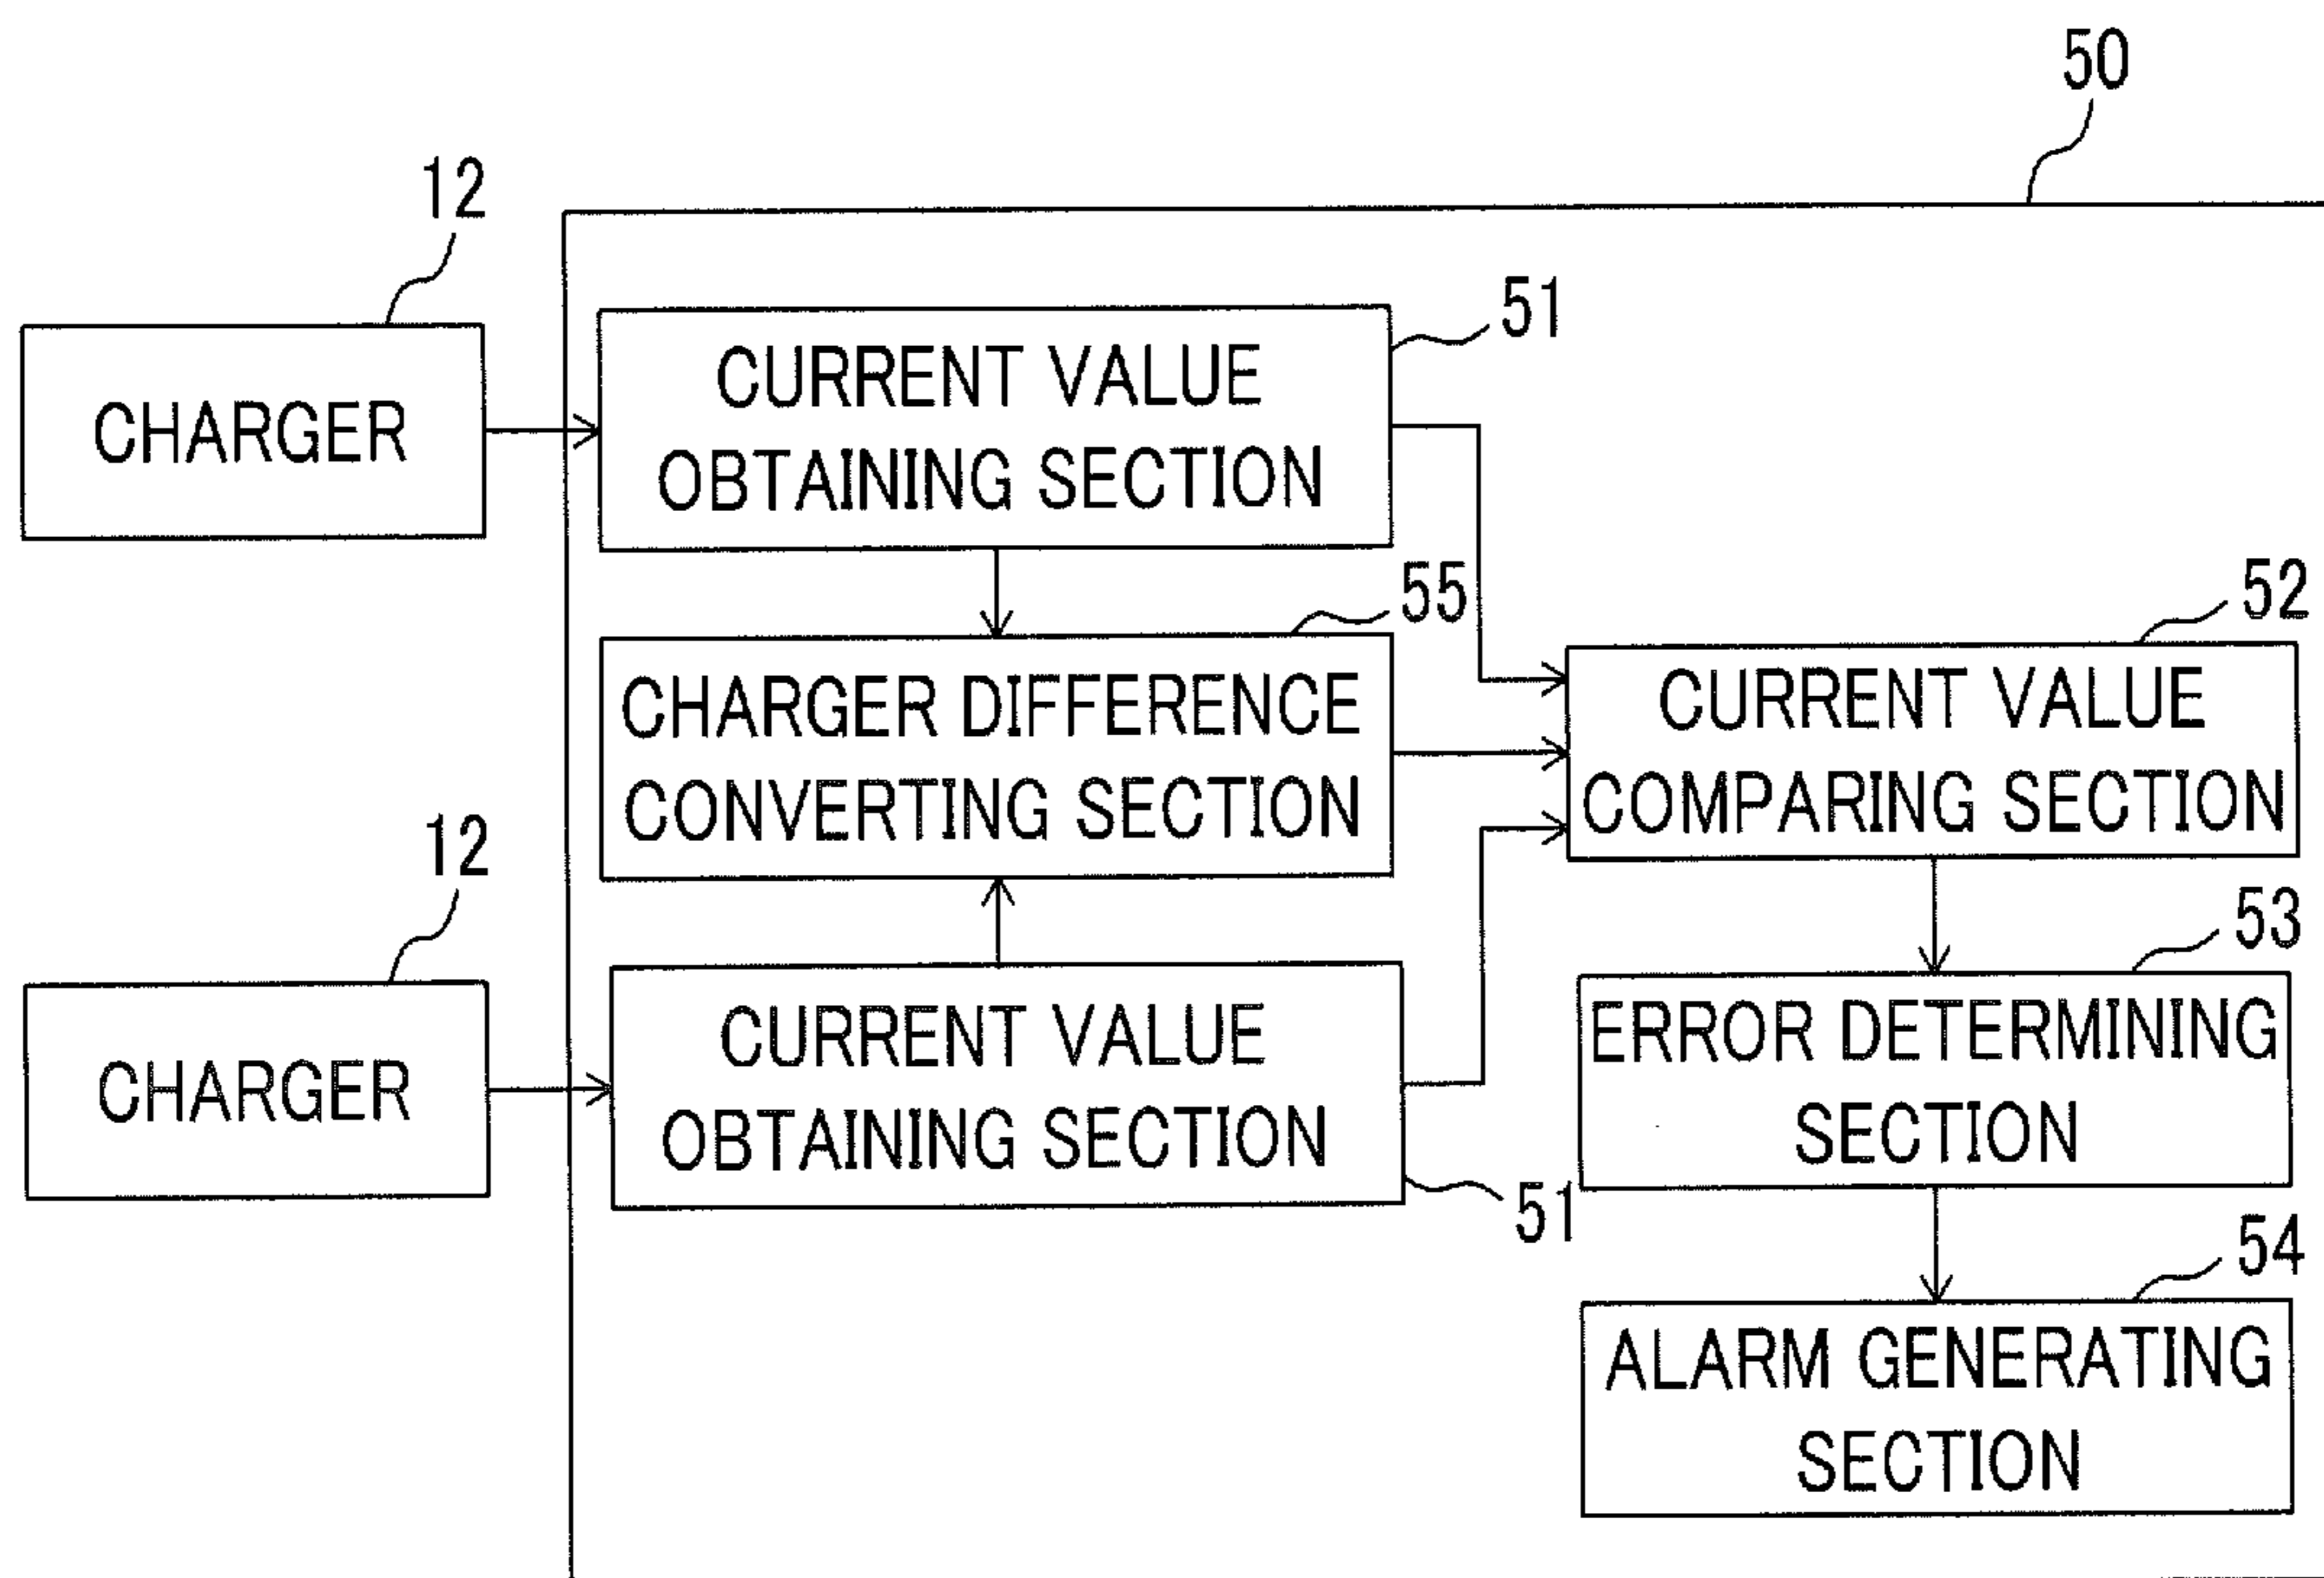 50
12
51
CHARGER
CURRENT VALUE
OBTAINING SECTION
55
52
CHARGER DIFFERENCE
CONVERTING SECTION
CURRENT VALUE
COMPARING SECTION
12
53
CHARGER
CURRENT VALUE
OBTAINING SECTION
51
ERROR DETERMINING
SECTION
54
ALARM GENERATING
SECTION